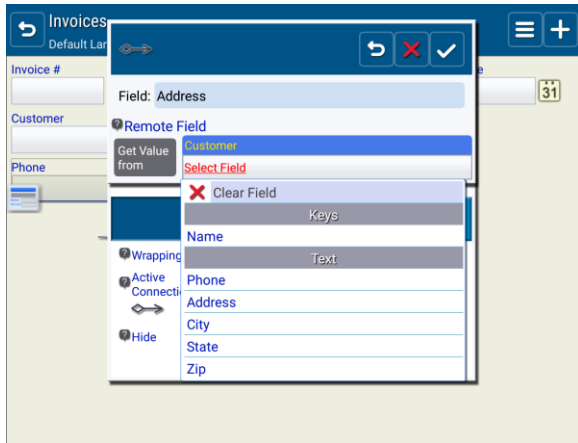 Invoices
Default Lan
Invoice #
31
Customer
Phone
Field: Address
Remote Field
Get Value from
Customer
Select Field
Clear Field
Keys
Name
Text
Phone
Address
City
State
Zip
Wrapping
Active
Connecti
Hide